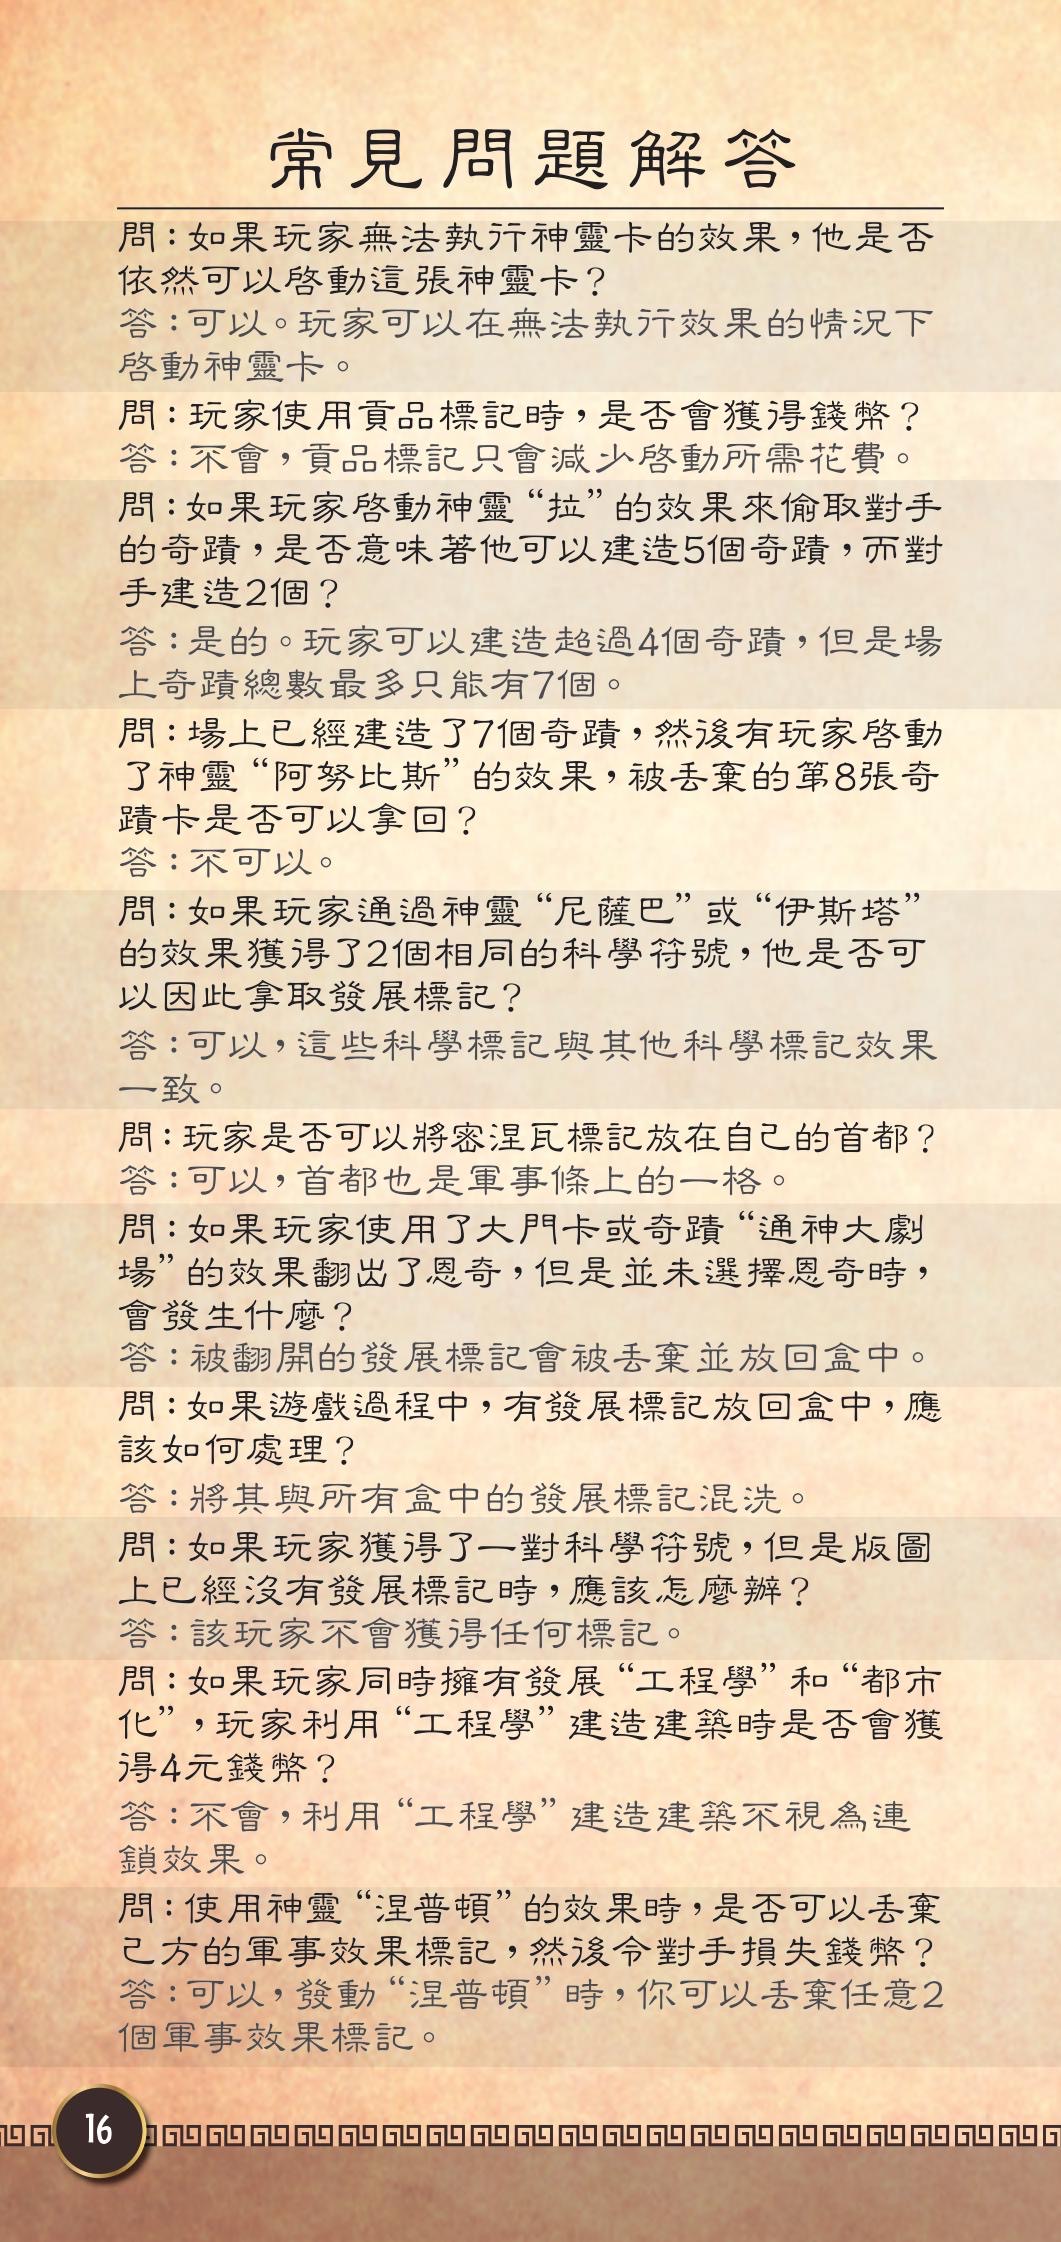 常見問題解答
問：如果玩家無法執行神靈卡的效果，他是否
依然可以啓動這張神靈卡？
答：可以。玩家可以在無法執行效果的情況下
啓動神靈卡。
問：玩家使用貢品標記時，是否會獲得錢幣？
答：不會，貢品標記只會減少啓動所需花費。
問：如果玩家啓動神靈“拉”的效果來偷取對手
的奇蹟，是否意味著他可以建造5個奇蹟，而對
手建造2個？
答：是的。玩家可以建造超過4個奇蹟，但是場
上奇蹟總數最多只能有7個。
問：場上已經建造了7個奇蹟，然後有玩家啓動
了神靈“阿努比斯”的效果，被丟棄的第8張奇
蹟卡是否可以拿回？
答：不可以。
問：如果玩家通過神靈“尼薩巴”或“伊斯塔”
的效果獲得了2個相同的科學符號，他是否可
以因此拿取發展標記？
答：可以，這些科學標記與其他科學標記效果
一致。
問：玩家是否可以將密涅瓦標記放在自己的首都？
答：可以，首都也是軍事條上的一格。
問：如果玩家使用了大門卡或奇蹟“通神大劇
場”的效果翻出了恩奇，但是並未選擇恩奇時，
會發生什麼？
答：被翻開的發展標記會被丟棄並放回盒中。
問：如果遊戲過程中，有發展標記放回盒中，應
該如何處理？
答：將其與所有盒中的發展標記混洗。
問：如果玩家獲得了一對科學符號，但是版圖
上已經沒有發展標記時，應該怎麼辦？
答：該玩家不會獲得任何標記。
問：如果玩家同時擁有發展“工程學”和“都市
化”，玩家利用“工程學”建造建築時是否會獲
得4元錢幣？
答：不會，利用“工程學”建造建築不視為連
鎖效果。
問：使用神靈“涅普頓”的效果時，是否可以丟棄
己方的軍事效果標記，然後令對手損失錢幣？
答：可以，發動“涅普頓”時，你可以丟棄任意2
個軍事效果標記。
16